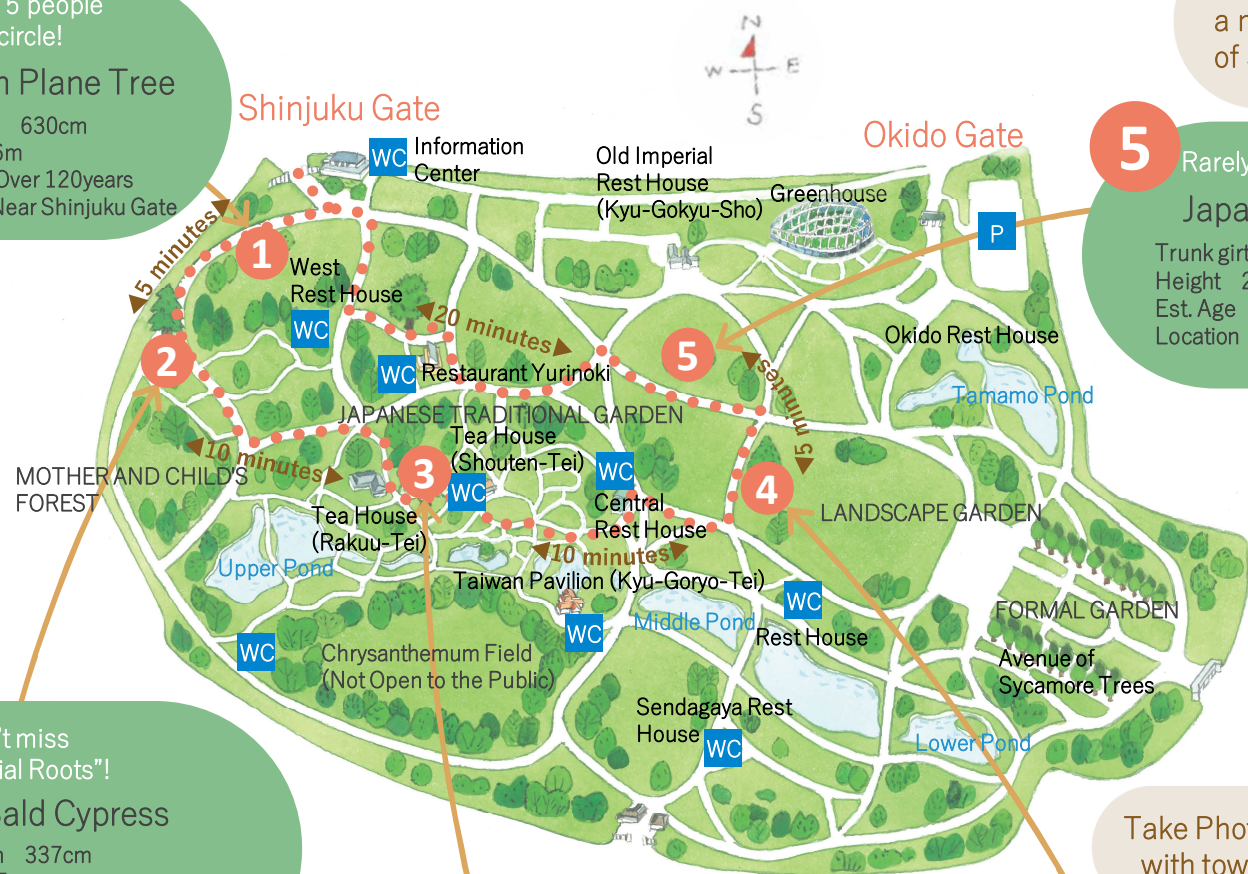 5 people
circle!
Plane Tree
630cm
Over 120years
Near Shinjuku Gate
N
W
E
S
Shinjuku Gate
WC
Information
Center
Old Imperial
Rest House
(Kyu-Gokyu-Sho)
Greenhouse
Okido Gate
P
a
of
5
Rarely
Japa
Trunk girt
Height 2
Est. Age
Location
5 minutes
1
West
Rest House
WC
2
20 minutes
WC
Restaurant Yurinoki
5
5 minutes
Okido Rest House
Tamamo Pond
JAPANESE TRADITIONAL GARDEN
10 minutes
MOTHER AND CHILD'S
FOREST
3
Tea House
(Shouten-Tei)
WC
WC
Central
Rest House
4
LANDSCAPE GARDEN
Tea House
(Rakuu-Tei)
10 minutes
Upper Pond
Taiwan Pavilion (Kyu-Goryo-Tei)
WC
Middle Pond
WC
Rest House
FORMAL GARDEN
Avenue of
Sycamore Trees
WC
Chrysanthemum Field
(Not Open to the Public)
Sendagaya Rest
House
WC
Lower Pond
't miss
ial Roots"!
ald Cypress
337cm
Take Phot
with tow